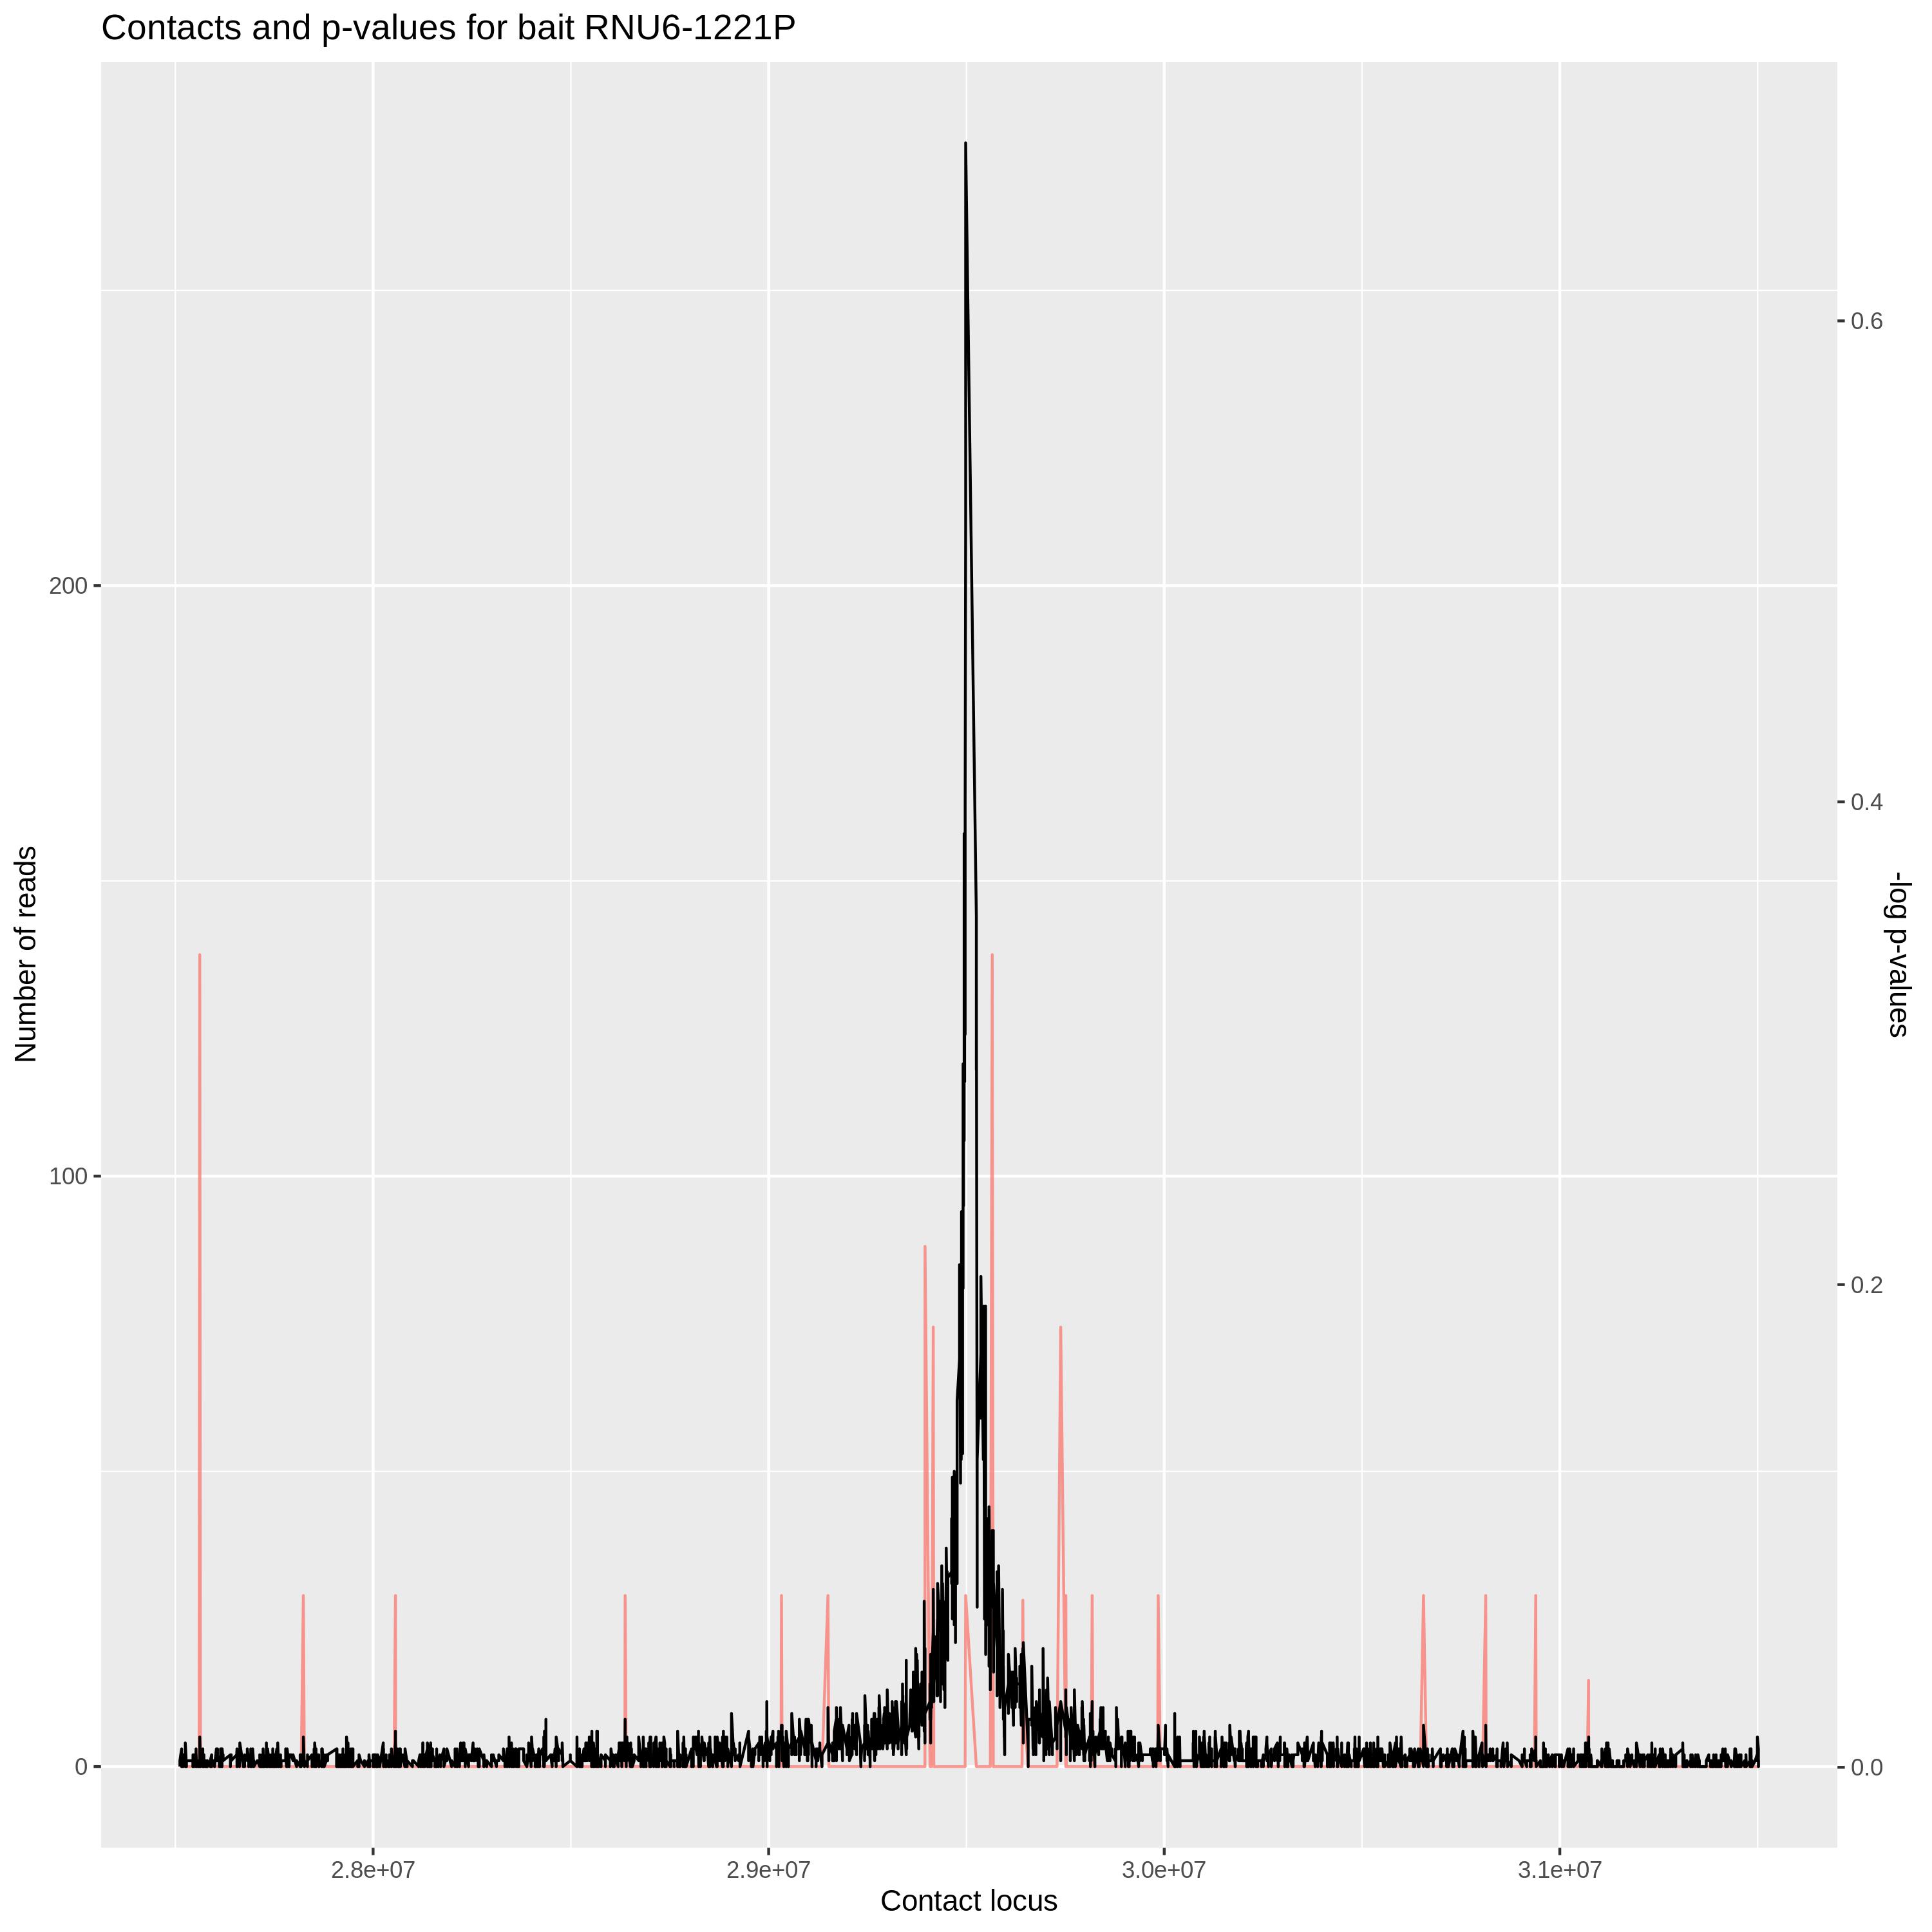 Contacts and p-values for bait RNU6-1221P
Number of reads
200
100
0
0.6
0.4
0.2
0.0
-log p-values
2.8e+07
2.9e+07
3.0e+07
3.1e+07
Contact locus